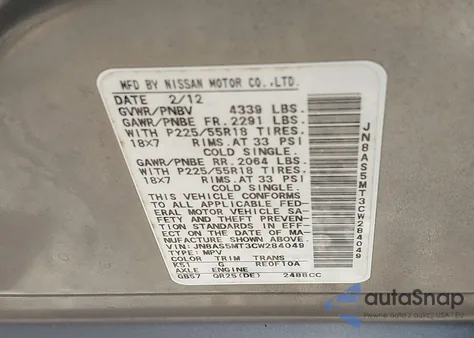 MFD BY NISSAN MOTOR CO.,LTD.
DATE 2/12
GVWR/PNBV 4339 LBS.
GAWR/PNBE FR. 2291 LBS.
WITH P225/55R18 TIRES.
18X7 RIMS.AT 33 PSI
COLD SINGLE.
GAWR/PNBE RR. 2064 LBS.
WITH P225/55R18 TIRES.
18X7 RIMS.AT 33 PSI
COLD SINGLE.
THIS VEHICLE CONFORMS
TO ALL APPLICABLE FED-
ERAL MOTOR VEHICLE SA-
FETY AND THEFT PREVEN-
TION STANDARDS IN EFF-
ECT ON THE DATE OF MANU-
FACTURE SHOWN ABOVE.
VIN: JN8AS5MT3CW284049
TYPE: MPV
COLOR TRIM TRANS
K51 G RE0F10A
AXLE ENGINE
GB57 QR25(DE) 2488CC
JN8AS5MT3CW284049
autoSnap